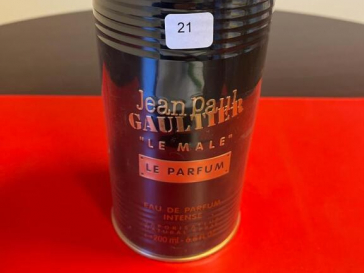 21
Jean Paul
GAULTIER
"LE MALE"
LE PARFUM
EAU DE PARFUM
INTENSE